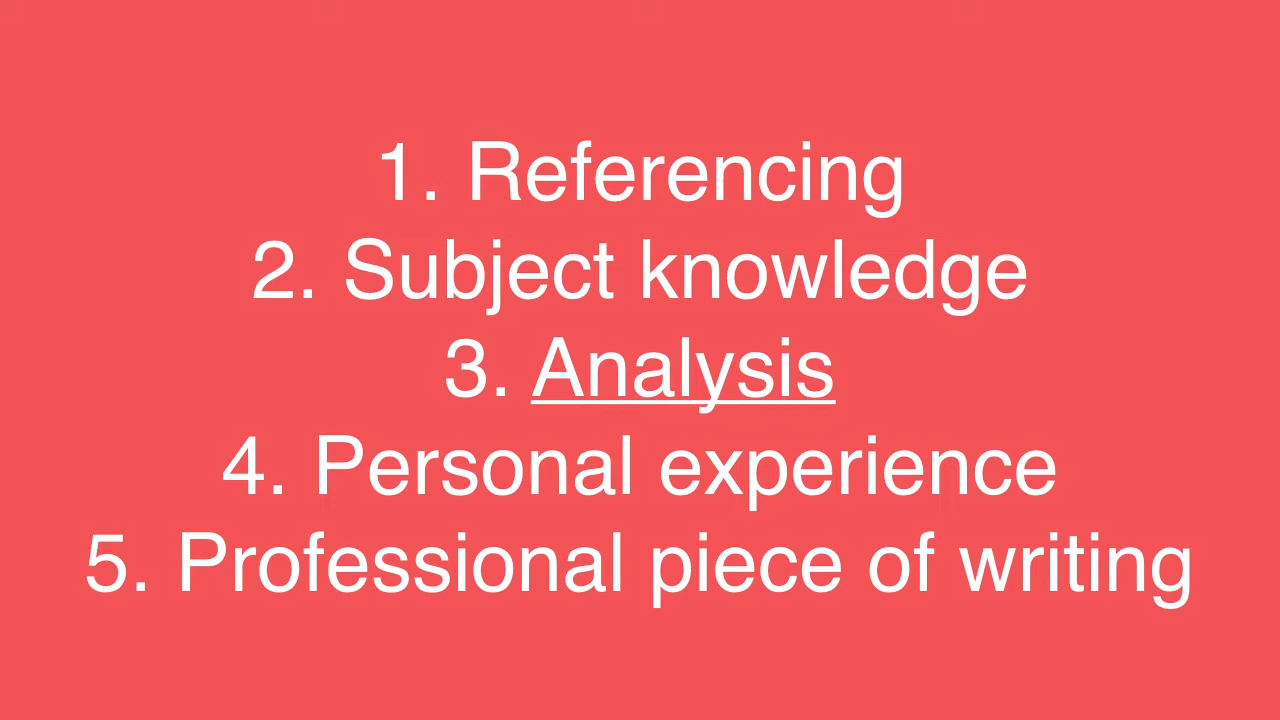 1. Referencing
2. Subject knowledge
3. Analysis
4. Personal experience
5. Professional piece of writing